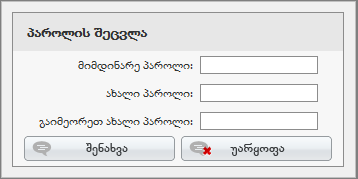 პაროლის შეცვლა
მიმდინარე პაროლი:
ახალი პაროლი:
გაიმეორეთ ახალი პაროლი:
შენახვა უარყოფა